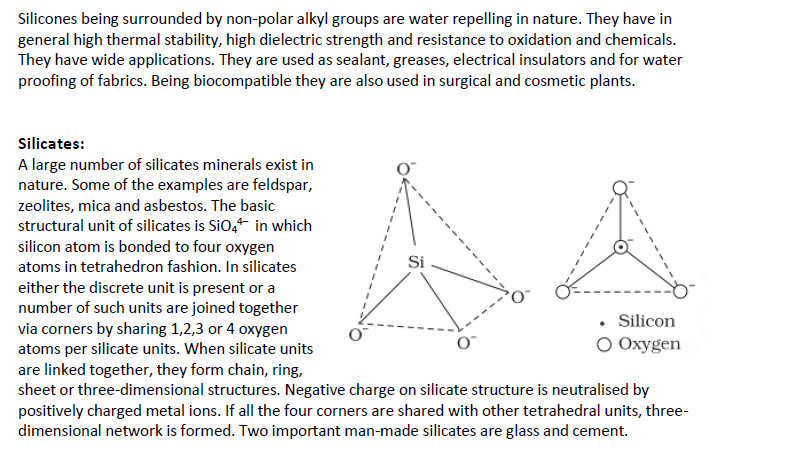 Silicones being surrounded by non-polar alkyl groups are water repelling in nature. They have in
general high thermal stability, high dielectric strength and resistance to oxidation and chemicals.
They have wide applications. They are used as sealant, greases, electrical insulators and for water
proofing of fabrics. Being biocompatible they are also used in surgical and cosmetic plants.
Silicates:
A large number of silicates minerals exist in
nature. Some of the examples are feldspar,
zeolites, mica and asbestos. The basic
structural unit of silicates is SiO₄⁴⁻ in which
silicon atom is bonded to four oxygen
atoms in tetrahedron fashion. In silicates
either the discrete unit is present or a
number of such units are joined together
via corners by sharing 1,2,3 or 4 oxygen
atoms per silicate units. When silicate units
are linked together, they form chain, ring,
sheet or three-dimensional structures. Negative charge on silicate structure is neutralised by
positively charged metal ions. If all the four corners are shared with other tetrahedral units, three-
dimensional network is formed. Two important man-made silicates are glass and cement.
O⁻
Si
O⁻
O⁻
O⁻
• Silicon
O Oxygen